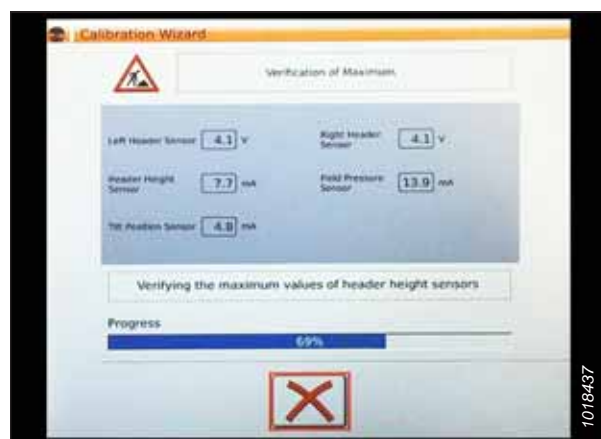 Calibration Wizard
Verification of Maximum
Left Header Sensor 4.1 V
Right Header Sensor 4.1 V
Header Height Sensor 7.7 mA
Field Pressure Sensor 13.9 mA
Tilt Position Sensor 4.8 mA
Verifying the maximum values of header height sensors
Progress
69%
1018437